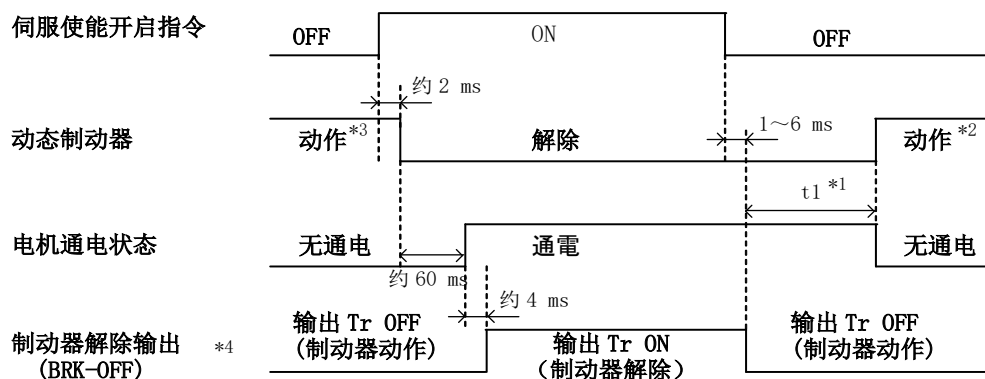 伺服使能开启指令
OFF
ON
OFF
约 2 ms
动态制动器
动作*3
解除
1～6 ms
动作*2
t1*1
电机通电状态
无通电
通電
无通电
约 60 ms
约 4 ms
制动器解除输出 *4
(BRK-OFF)
输出 Tr OFF
(制动器动作)
输出 Tr ON
(制动器解除)
输出 Tr OFF
(制动器动作)